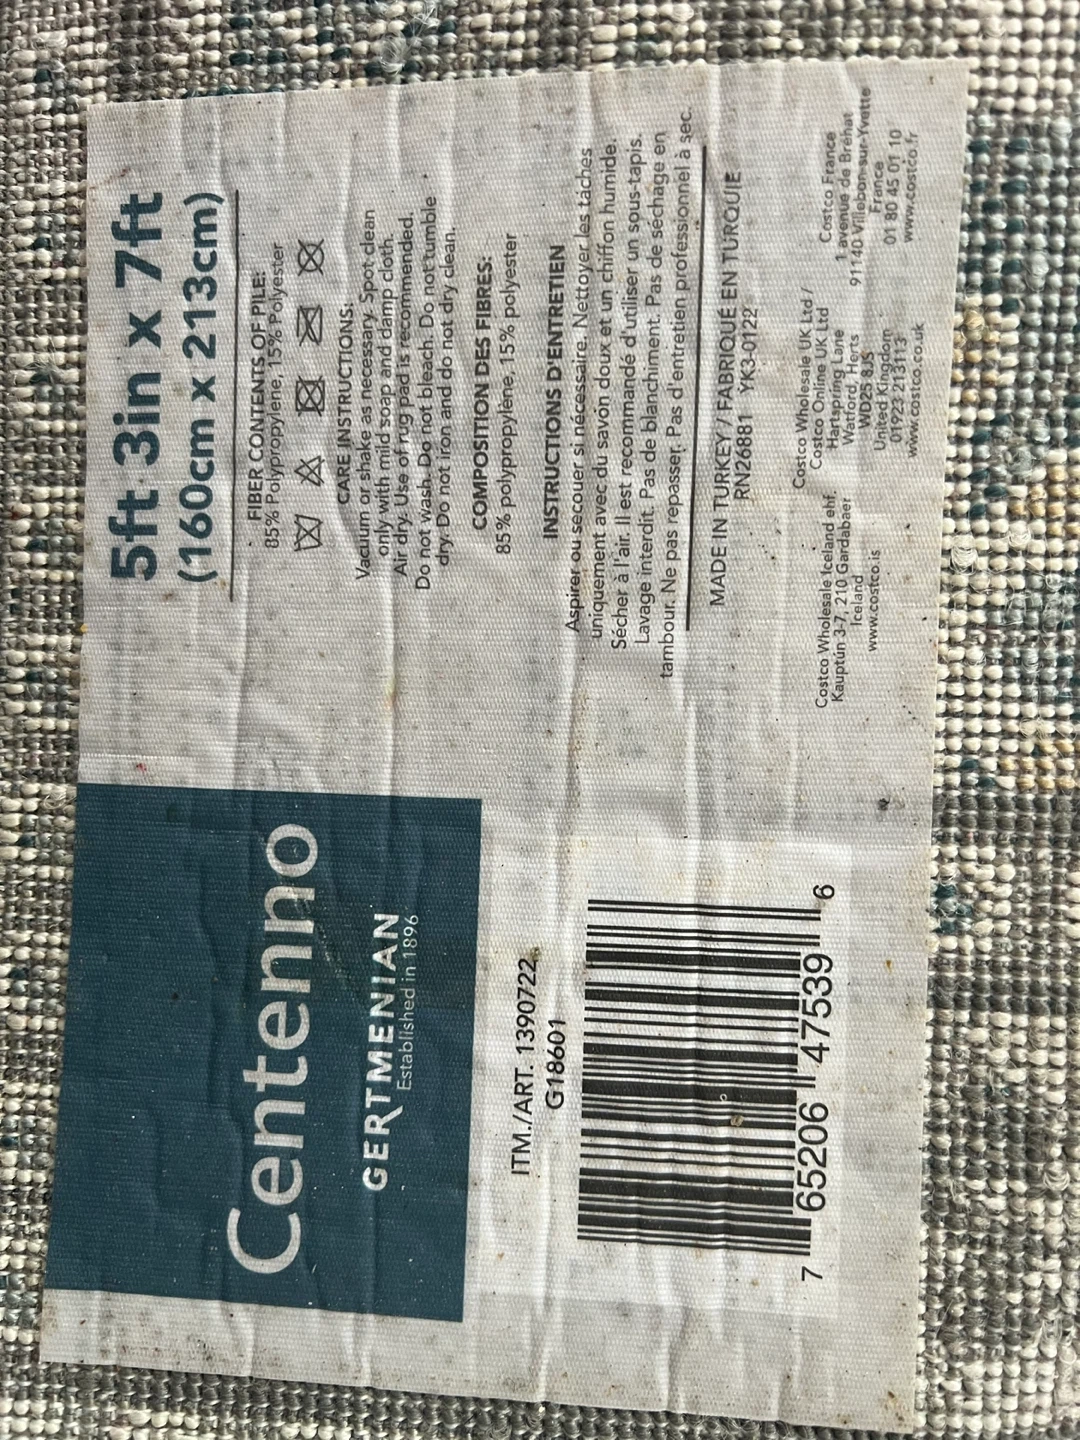 Centenno
GERTMENIAN
Established in 1896
ITM./ART. 1390722
G18601
7 65206 47539 6
5ft 3in x 7ft
(160cm x 213cm)
FIBER CONTENTS OF PILE:
85% Polypropylene, 15% Polyester
CARE INSTRUCTIONS:
Vacuum or shake as necessary. Spot clean
only with mild soap and damp cloth.
Air dry. Use of rug pad is recommended.
Do not wash. Do not bleach. Do not tumble
dry. Do not iron and do not dry clean.
COMPOSITION DES FIBRES:
85% polypropylène, 15% polyester
INSTRUCTIONS D'ENTRETIEN
Aspirer ou secouer si nécessaire. Nettoyer les taches
uniquement avec du savon doux et un chiffon humide.
Sécher à l'air. Il est recommandé d'utiliser un sous-tapis.
Lavage interdit. Pas de blanchiment. Pas de séchage en
tambour. Ne pas repasser. Pas d'entretien professionnel à sec.
MADE IN TURKEY / FABRIQUÉ EN TURQUIE
RN26881 YK3-0122
Costco Wholesale Iceland ehf.
Kauptún 3-7, 210 Gardabaer
Iceland
www.costco.is
Costco Wholesale UK Ltd /
Costco Online UK Ltd
Hartspring Lane
Watford, Herts
WD25 8JS
United Kingdom
01923 213113
www.costco.co.uk
Costco France
1 avenue de Bréhat
91140 Villebon-sur-Yvette
France
01 80 45 01 10
www.costco.fr